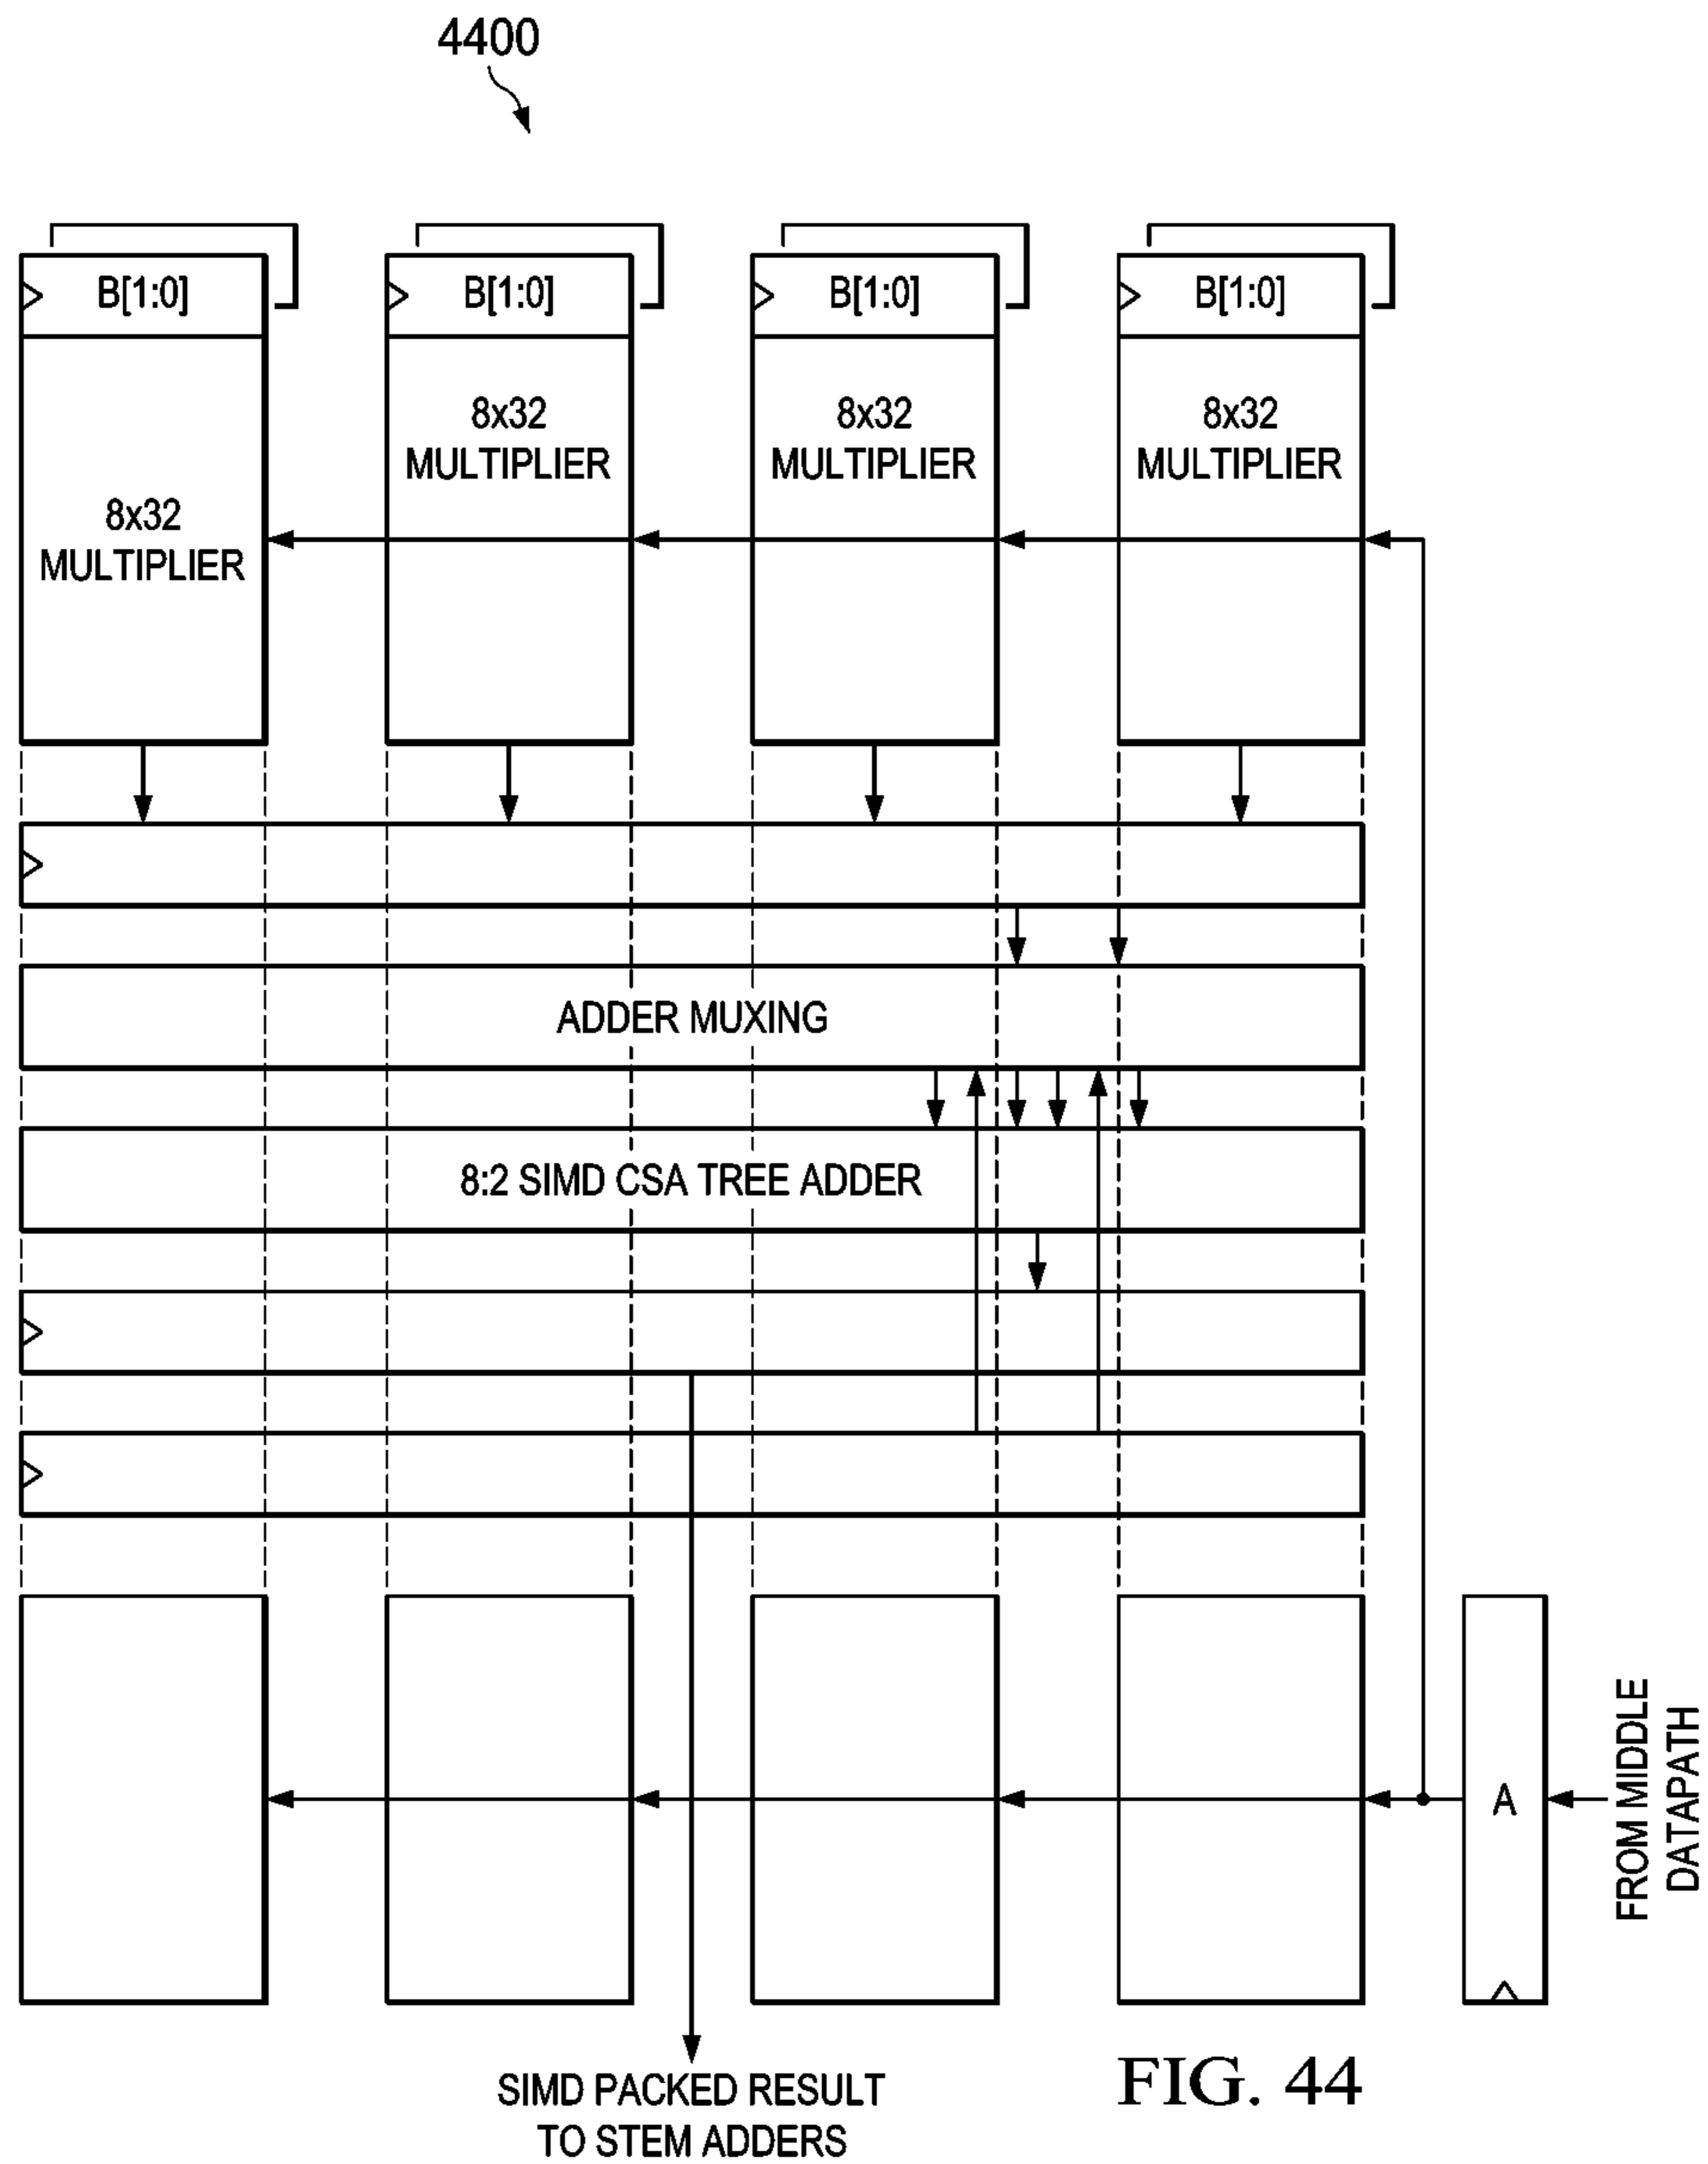 4400
B[1:0]
B[1:0]
B[1:0]
B[1:0]
8x32
MULTIPLIER
8x32
MULTIPLIER
8x32
MULTIPLIER
8x32
MULTIPLIER
ADDER MUXING
8:2 SIMD CSA TREE ADDER
A
FROM MIDDLE
DATAPATH
SIMD PACKED RESULT
TO STEM ADDERS
FIG. 44